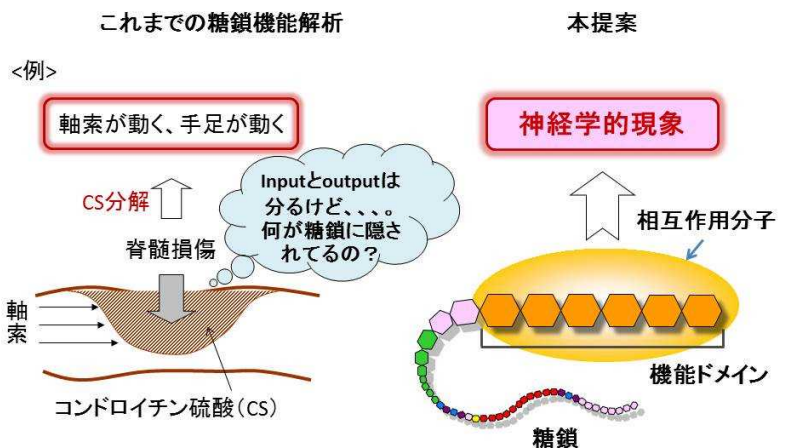 これまでの糖鎖機能解析
<例>
軸索が動く、手足が動く
CS分解
Inputとoutputは
分るけど、、、。
何が糖鎖に隠さ
れてるの？
脊髄損傷
軸索
コンドロイチン硫酸（CS）
本提案
神経学的現象
相互作用分子
機能ドメイン
糖鎖